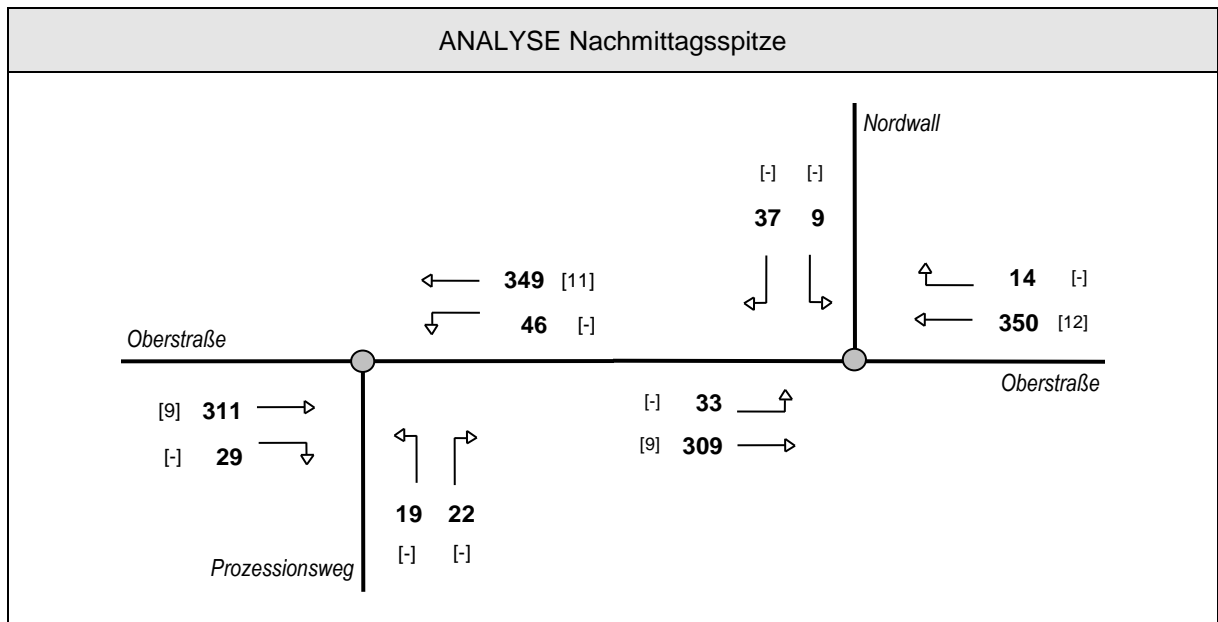 ANALYSE Nachmittagsspitze
Nordwall
[-] [-]
37 9
349 [11]
14 [-]
46 [-]
350 [12]
Oberstraße
Oberstraße
[9] 311
[-] 33
[-] 29
[9] 309
19 22
[-] [-]
Prozessionsweg